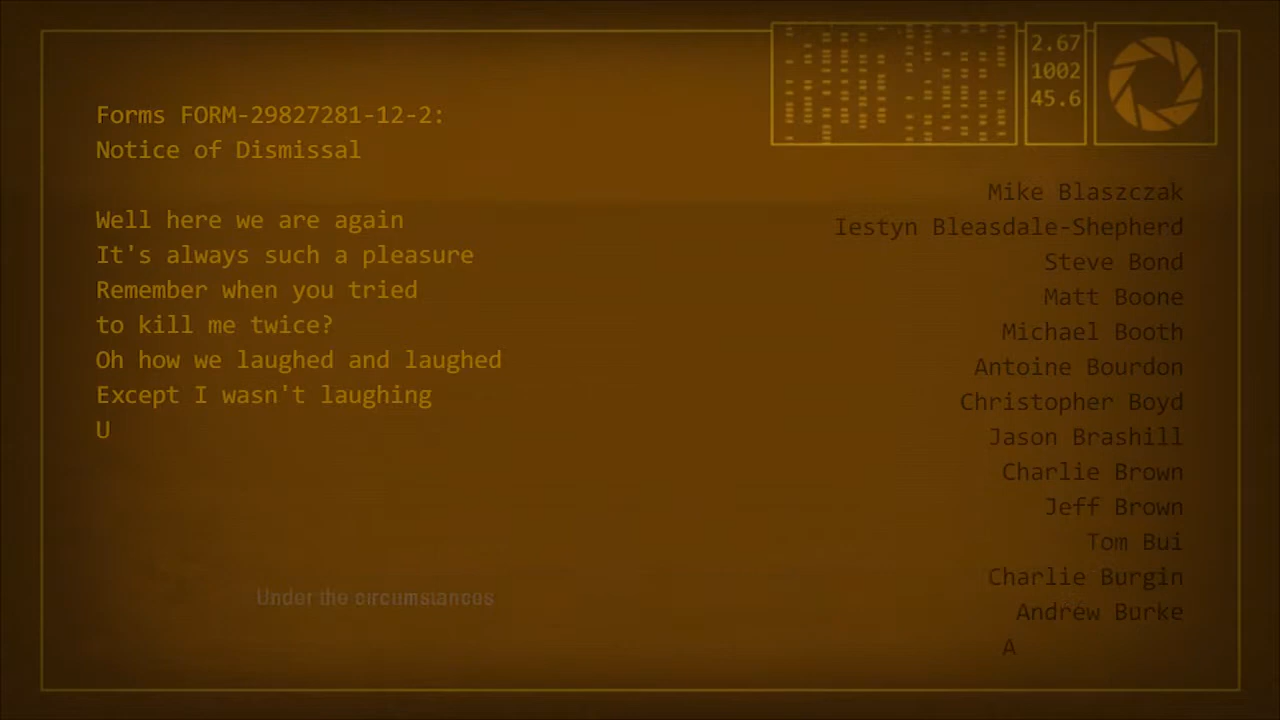 2.67
1002
45.6
Forms FORM-29827281-12-2:
Notice of Dismissal
Well here we are again
It's always such a pleasure
Remember when you tried
to kill me twice?
Oh how we laughed and laughed
Except I wasn't laughing
U
Under the circumstances
Mike Blaszczak
Iestyn Bleasdale-Shepherd
Steve Bond
Matt Boone
Michael Booth
Antoine Bourdon
Christopher Boyd
Jason Brashill
Charlie Brown
Jeff Brown
Tom Bui
Charlie Burgin
Andrew Burke
A